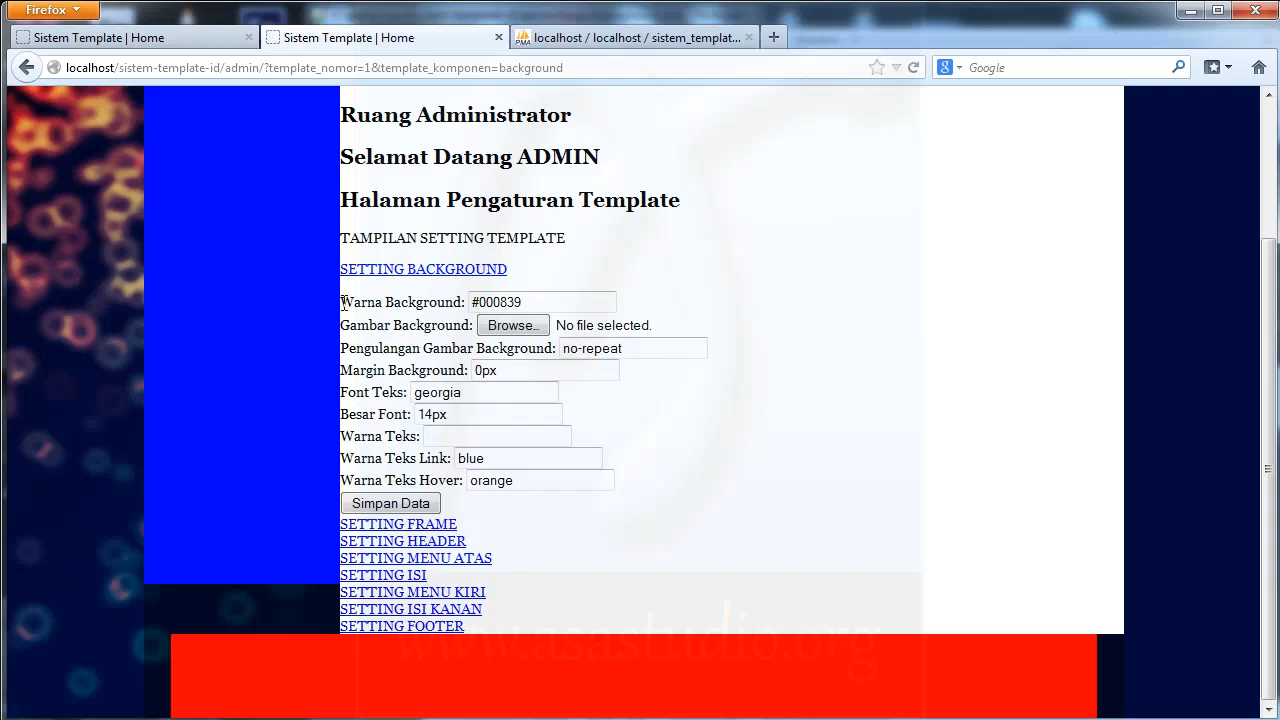 Firefox
Sistem Template | Home
Sistem Template | Home
PMA localhost / localhost / sistem_templat...
localhost/sistem-template-id/admin/?template_nomor=1&template_komponen=background
Google
Ruang Administrator
Selamat Datang ADMIN
Halaman Pengaturan Template
TAMPILAN SETTING TEMPLATE
SETTING BACKGROUND
Warna Background: #000839
Gambar Background: Browse... No file selected.
Pengulangan Gambar Background: no-repeat
Margin Background: 0px
Font Teks: georgia
Besar Font: 14px
Warna Teks:
Warna Teks Link: blue
Warna Teks Hover: orange
Simpan Data
SETTING FRAME
SETTING HEADER
SETTING MENU ATAS
SETTING ISI
SETTING MENU KIRI
SETTING ISI KANAN
SETTING FOOTER
www.asastudio.org